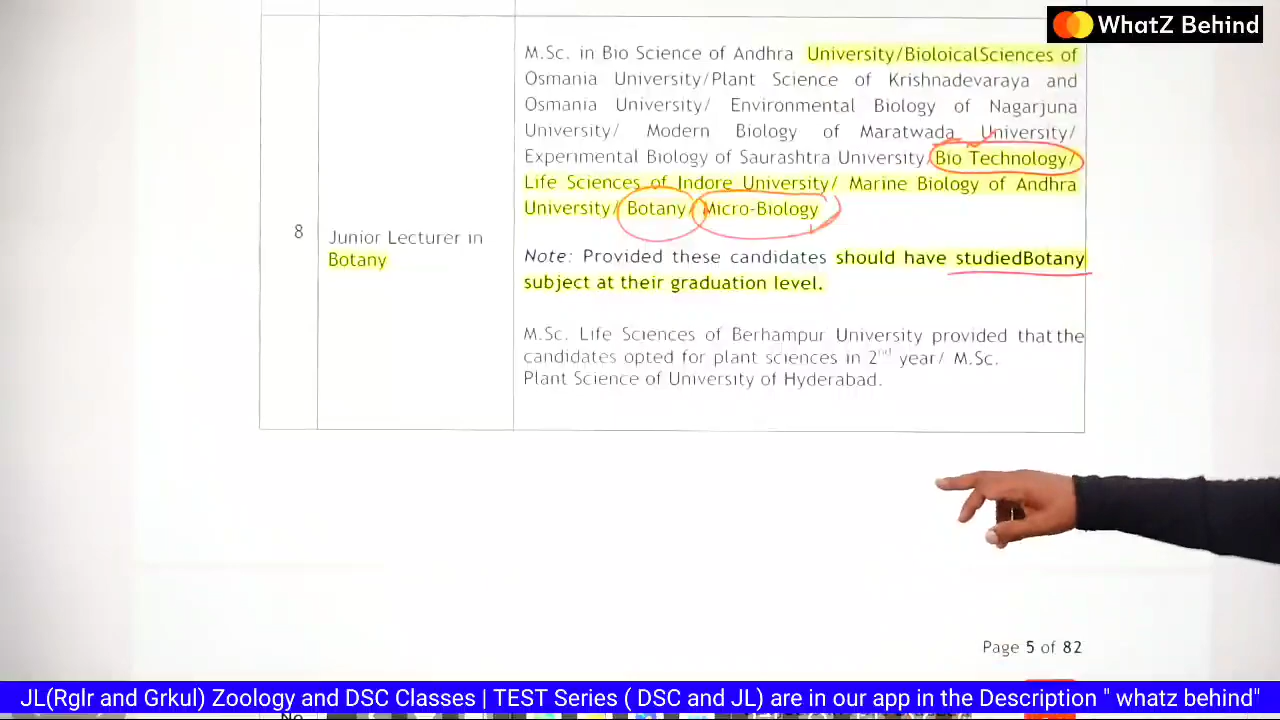 WhatZ Behind
M.Sc. in Bio Science of Andhra University/BioloicalSciences of
Osmania University/Plant Science of Krishnadevaraya and
Osmania University/ Environmental Biology of Nagarjuna
University/ Modern Biology of Maratwada University/
Experimental Biology of Saurashtra University/Bio Technology/
Life Sciences of Indore University/ Marine Biology of Andhra
University/ Botany/ Micro-Biology
8
Junior Lecturer in
Botany
Note: Provided these candidates should have studiedBotany
subject at their graduation level.
M.Sc. Life Sciences of Berhampur University provided that the
candidates opted for plant sciences in 2nd year/ M.Sc.
Plant Science of University of Hyderabad.
Page 5 of 82
JL(Rglr and Grkul) Zoology and DSC Classes | TEST Series ( DSC and JL) are in our app in the Description " whatz behind"